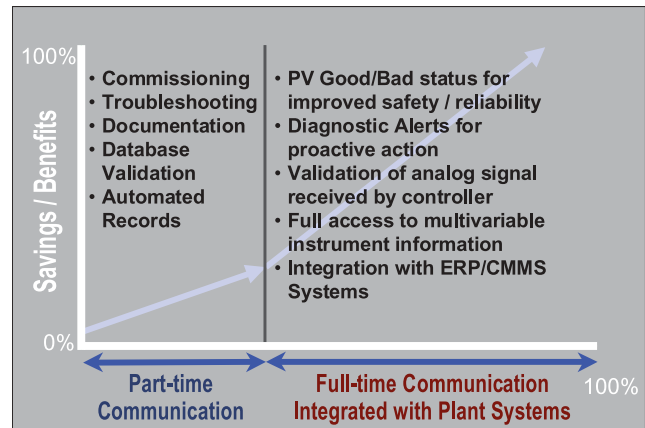 100%
Savings / Benefits
0%
• Commissioning
• Troubleshooting
• Documentation
• Database
Validation
• Automated
Records
• PV Good/Bad status for
improved safety / reliability
• Diagnostic Alerts for
proactive action
• Validation of analog signal
received by controller
• Full access to multivariable
instrument information
• Integration with ERP/CMMS
Systems
Part-time
Communication
Full-time Communication
Integrated with Plant Systems
100%